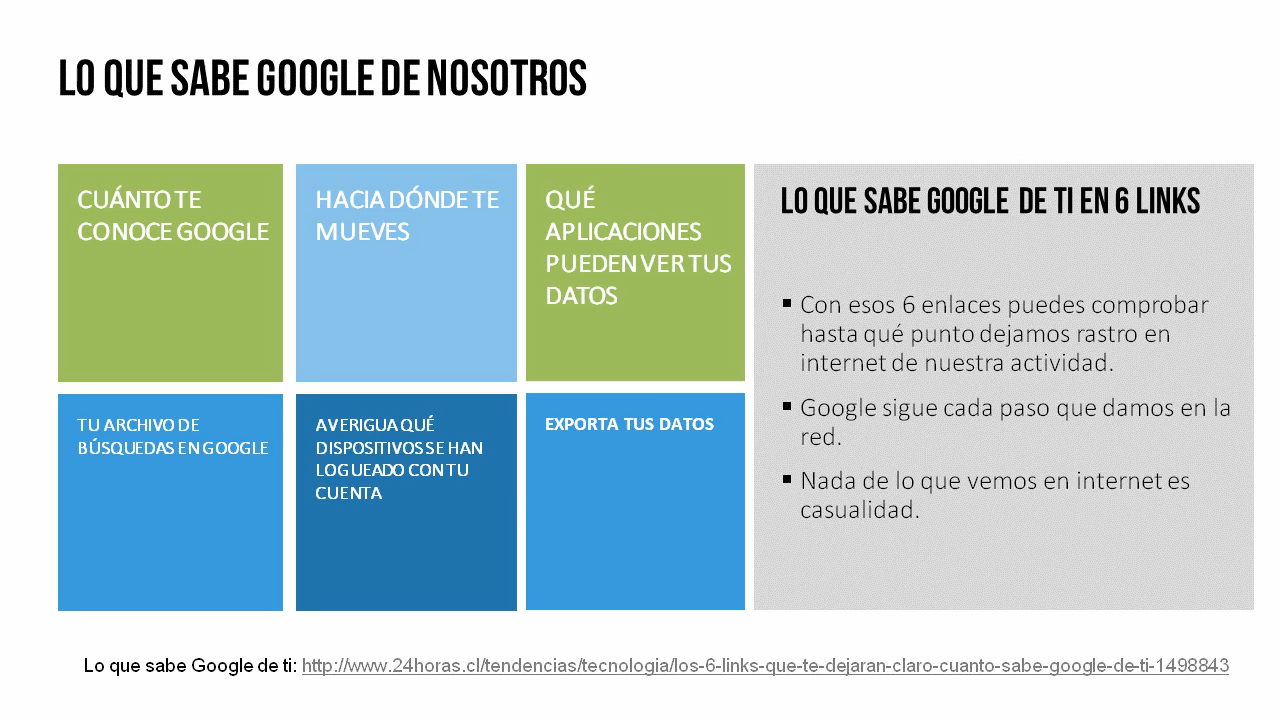 LO QUE SABE GOOGLE DE NOSOTROS
CUÁNTO TE
CONOCE GOOGLE
HACIA DÓNDE TE
MUEVES
QUÉ
APLICACIONES
PUEDEN VER TUS
DATOS
TU ARCHIVO DE
BÚSQUEDAS EN GOOGLE
AVERIGUA QUÉ
DISPOSITIVOS SE HAN
LOGUEADO CON TU
CUENTA
EXPORTA TUS DATOS
LO QUE SABE GOOGLE DE TI EN 6 LINKS
▪ Con esos 6 enlaces puedes comprobar
hasta qué punto dejamos rastro en
internet de nuestra actividad.
▪ Google sigue cada paso que damos en la
red.
▪ Nada de lo que vemos en internet es
casualidad.
Lo que sabe Google de ti: http://www.24horas.cl/tendencias/tecnologia/los-6-links-que-te-dejaran-claro-cuanto-sabe-google-de-ti-1498843